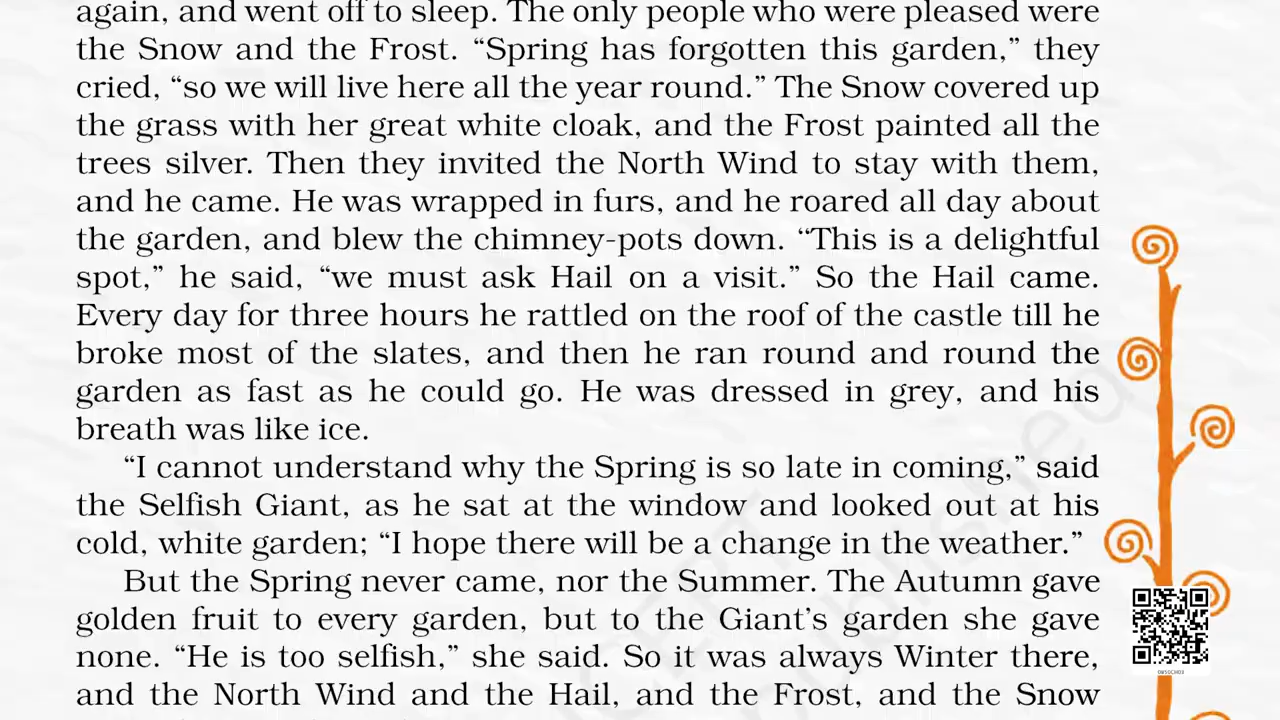 again, and went off to sleep. The only people who were pleased were
the Snow and the Frost. “Spring has forgotten this garden,” they
cried, “so we will live here all the year round.” The Snow covered up
the grass with her great white cloak, and the Frost painted all the
trees silver. Then they invited the North Wind to stay with them,
and he came. He was wrapped in furs, and he roared all day about
the garden, and blew the chimney-pots down. “This is a delightful
spot,” he said, “we must ask Hail on a visit.” So the Hail came.
Every day for three hours he rattled on the roof of the castle till he
broke most of the slates, and then he ran round and round the
garden as fast as he could go. He was dressed in grey, and his
breath was like ice.
“I cannot understand why the Spring is so late in coming,” said
the Selfish Giant, as he sat at the window and looked out at his
cold, white garden; “I hope there will be a change in the weather.”
But the Spring never came, nor the Summer. The Autumn gave
golden fruit to every garden, but to the Giant’s garden she gave
none. “He is too selfish,” she said. So it was always Winter there,
and the North Wind and the Hail, and the Frost, and the Snow